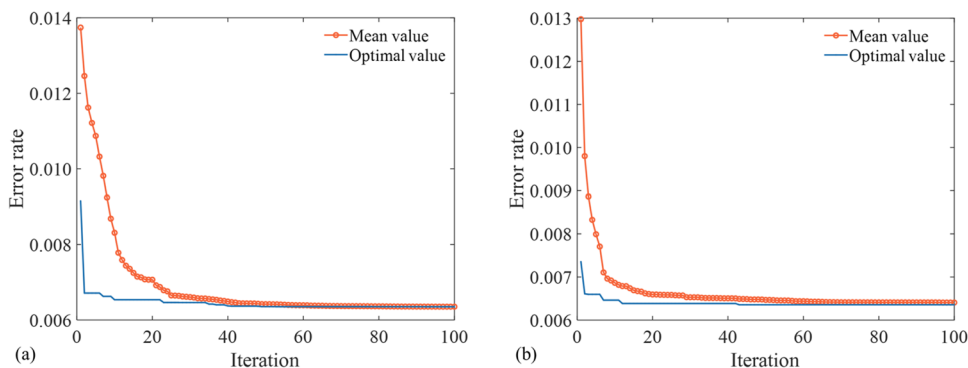 0.014
0.014
0.010
0.008
0.006
Error rate
Mean value
Optimal value
0
20
40
60
80
100
Iteration
(a)
0.013
0.013
0.011
0.010
0.009
0.008
0.007
0.006
Error rate
Mean value
Optimal value
0
20
40
60
80
100
Iteration
(b)